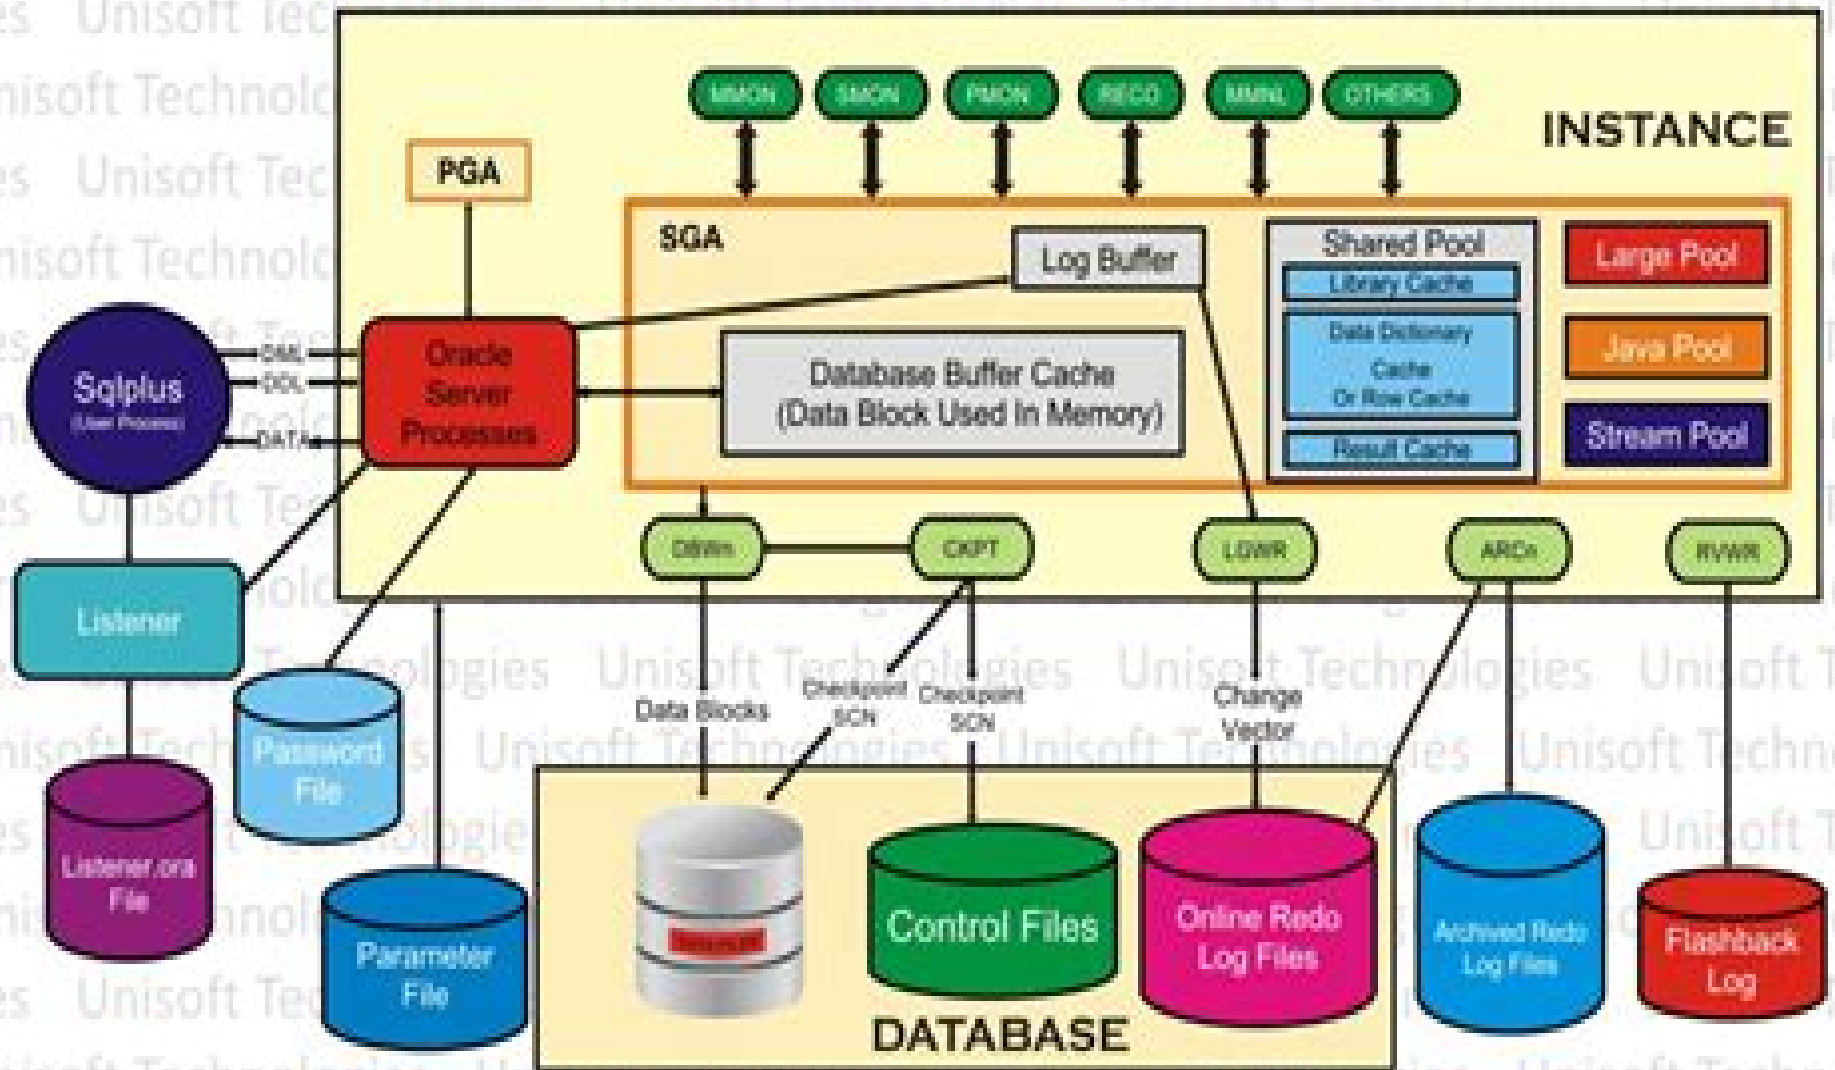 MMON
SMON
PMON
RECO
MMNL
OTHERS
INSTANCE
PGA
SGA
Log Buffer
Shared Pool
Library Cache
Data Dictionary
Cache
Or Row Cache
Result Cache
Large Pool
Java Pool
Stream Pool
Sqlplus
(User Process)
DML
DDL
DATA
Oracle
Server
Processes
Database Buffer Cache
(Data Block Used In Memory)
DBWn
CKPT
LGWR
ARCn
RVWR
Listener
Data Blocks
Checkpoint
SCN
Checkpoint
SCN
Change
Vector
Password
File
Listener.ora
File
Parameter
File
Control Files
Online Redo
Log Files
Archived Redo
Log Files
Flashback
Log
DATABASE
Unisoft Technologies Unisoft Technologies